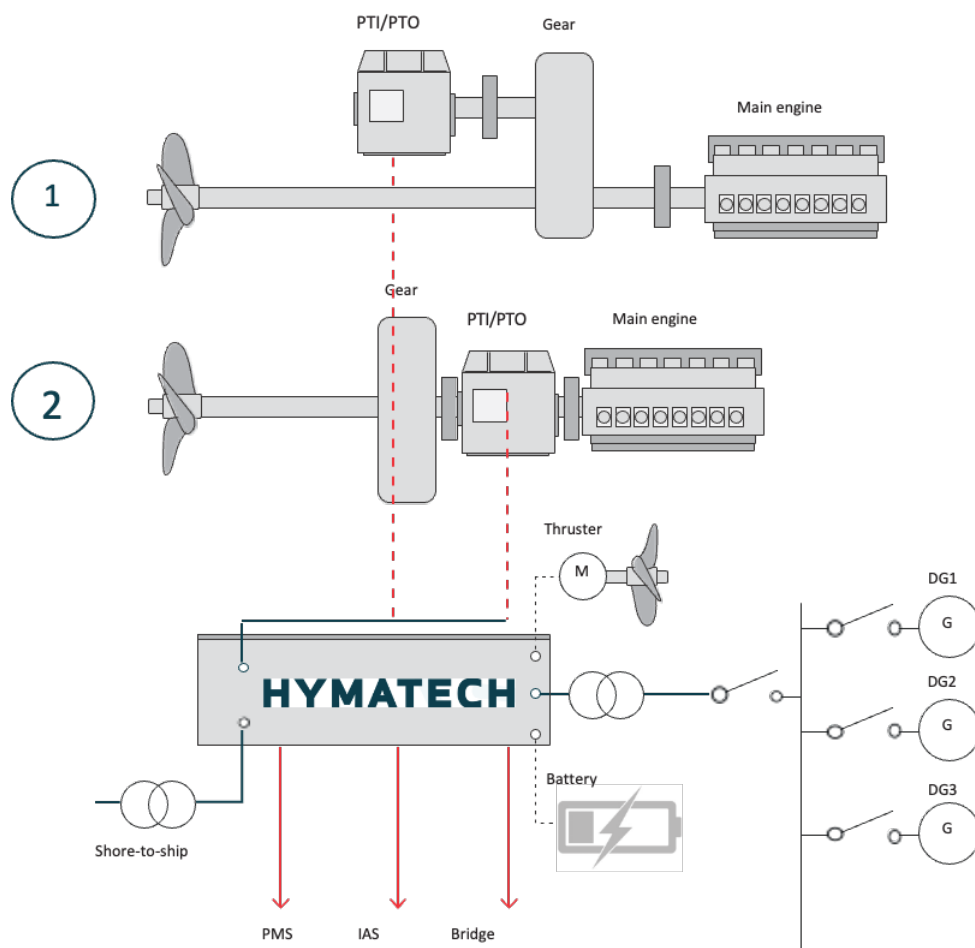 PTI/PTO
Gear
Main engine
1
Gear
PTI/PTO
Main engine
2
Thruster
M
DG1
G
HYMATECH
DG2
G
Battery
DG3
G
Shore-to-ship
PMS
IAS
Bridge